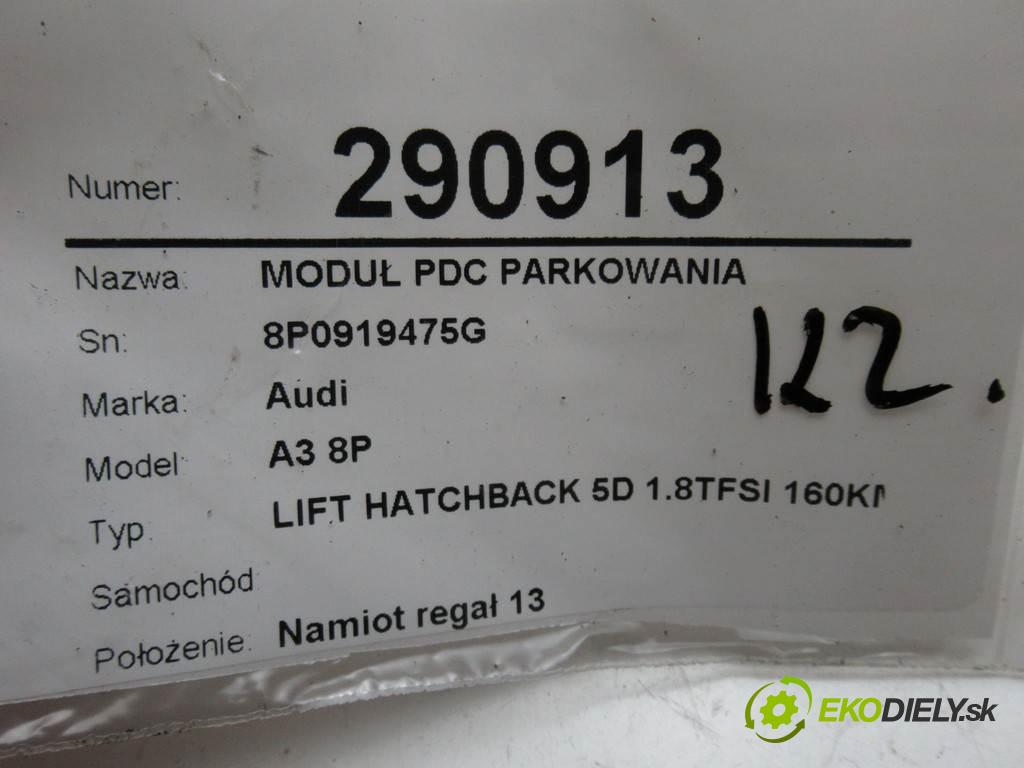 Numer: 290913
Nazwa: MODUŁ PDC PARKOWANIA
Sn: 8P0919475G
Marka: Audi
Model A3 8P
Typ LIFT HATCHBACK 5D 1.8TFSI 160KM
Samochód
Położenie: Namiot regał 13
EKODIELY.sk